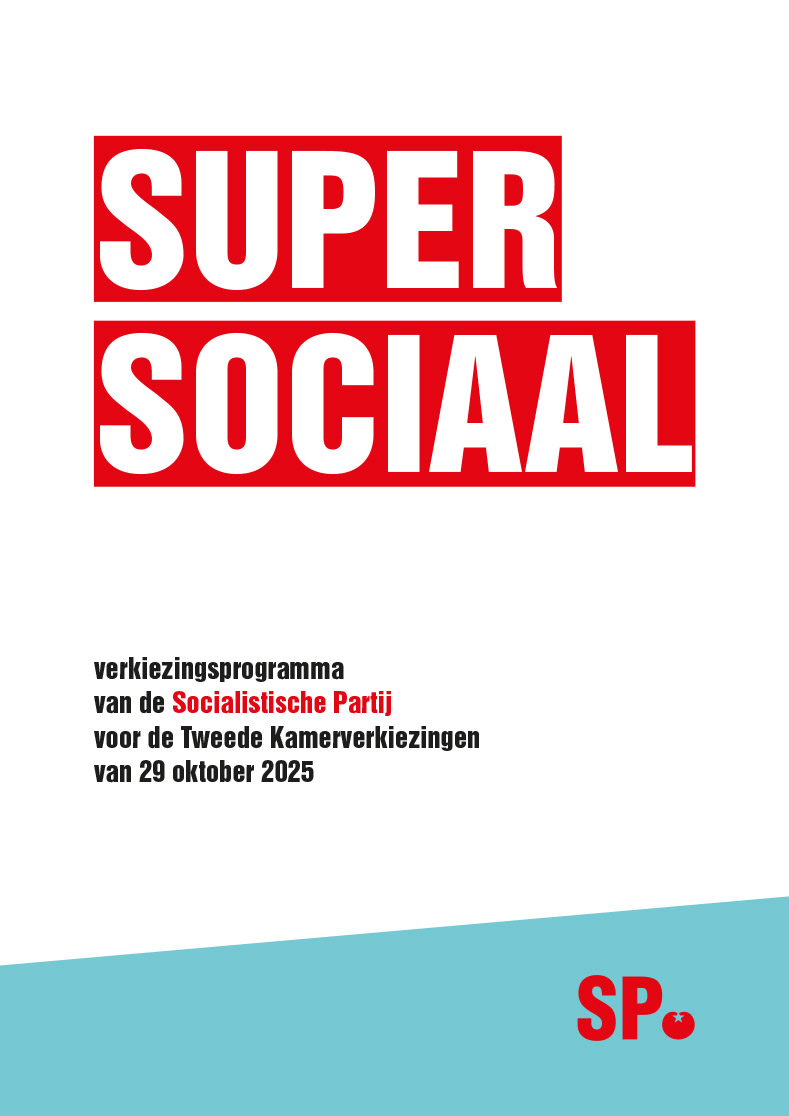 SUPER
SOCIAAL
verkiezingsprogramma
van de Socialistische Partij
voor de Tweede Kamerverkiezingen
van 29 oktober 2025
SP.